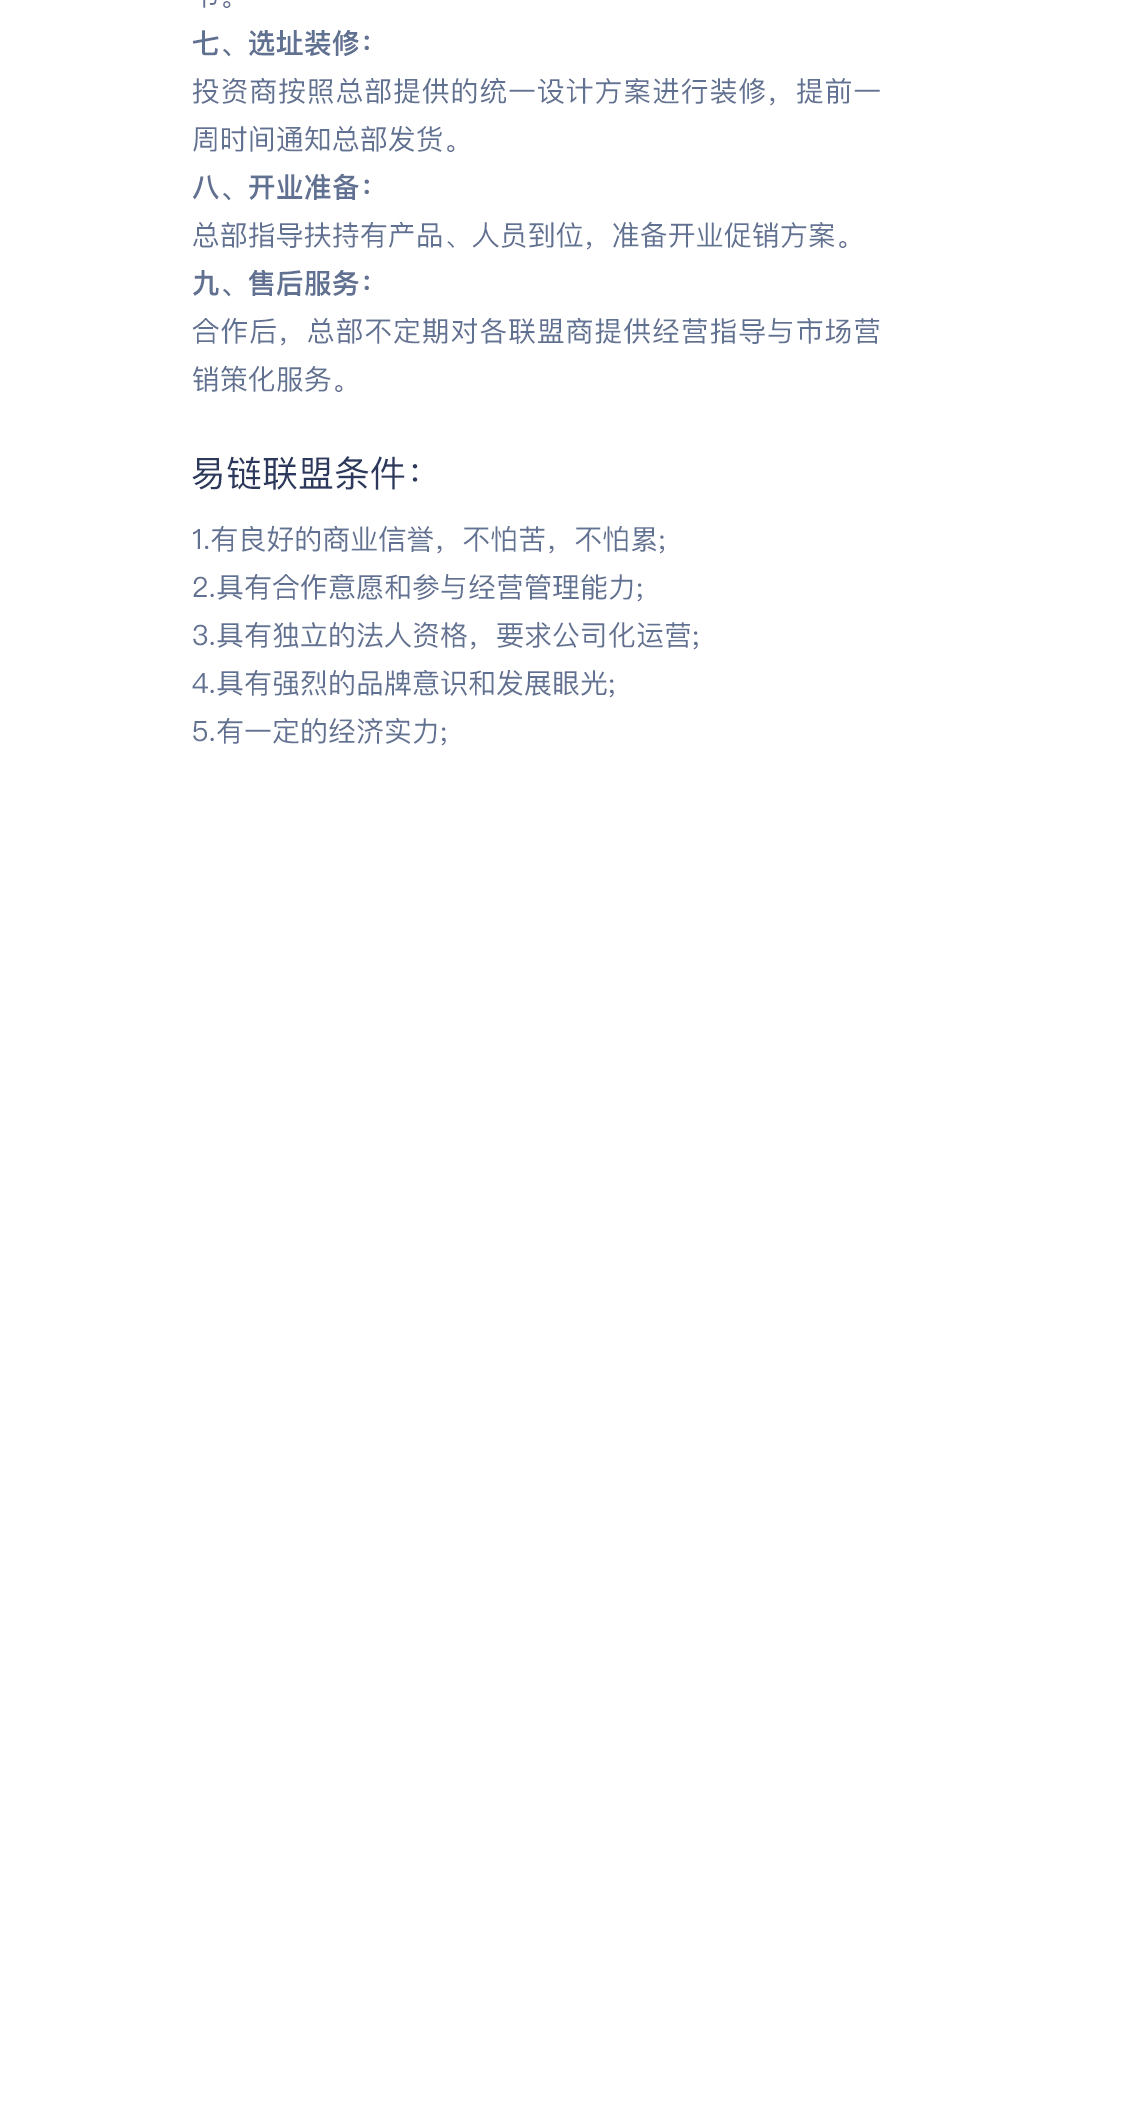 七、选址装修：
投资商按照总部提供的统一设计方案进行装修，提前一
周时间通知总部发货。
八、开业准备：
总部指导扶持有产品、人员到位，准备开业促销方案。
九、售后服务：
合作后，总部不定期对各联盟商提供经营指导与市场营
销策化服务。
易链联盟条件：
1.有良好的商业信誉，不怕苦，不怕累;
2.具有合作意愿和参与经营管理能力;
3.具有独立的法人资格，要求公司化运营;
4.具有强烈的品牌意识和发展眼光;
5.有一定的经济实力;